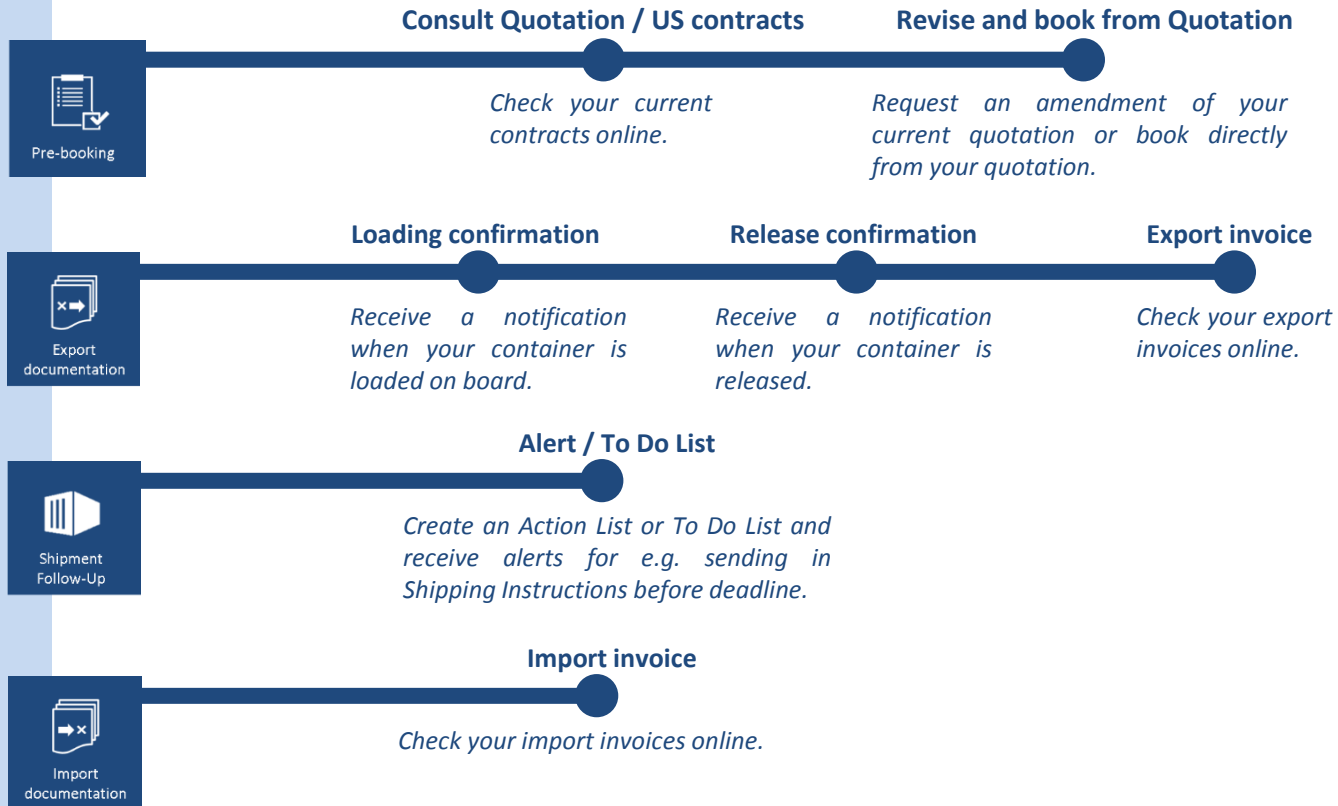 Consult Quotation / US contracts
Revise and book from Quotation
Pre-booking
Check your current
contracts online.
Request an amendment of your
current quotation or book directly
from your quotation.
Loading confirmation
Release confirmation
Export invoice
Export
documentation
Receive a notification
when your container is
loaded on board.
Receive a notification
when your container is
released.
Check your export
invoices online.
Alert / To Do List
Shipment
Follow-Up
Create an Action List or To Do List and
receive alerts for e.g. sending in
Shipping Instructions before deadline.
Import invoice
Import
documentation
Check your import invoices online.